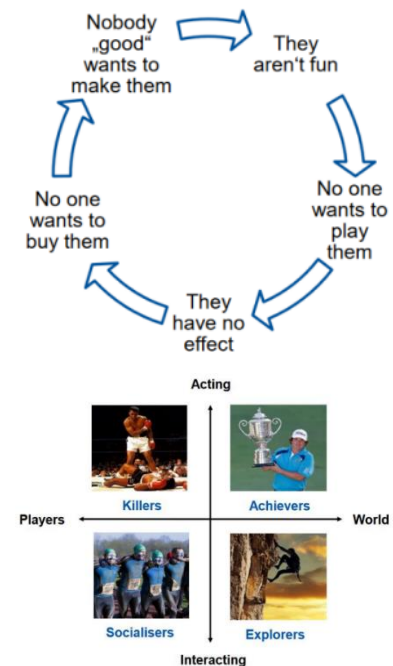 Nobody
„good“
wants to
make them
They
aren‘t fun
No one
wants to
play
them
They
have no
effect
No one
wants to
buy them
Acting
Killers
Achievers
Players
World
Socialisers
Explorers
Interacting